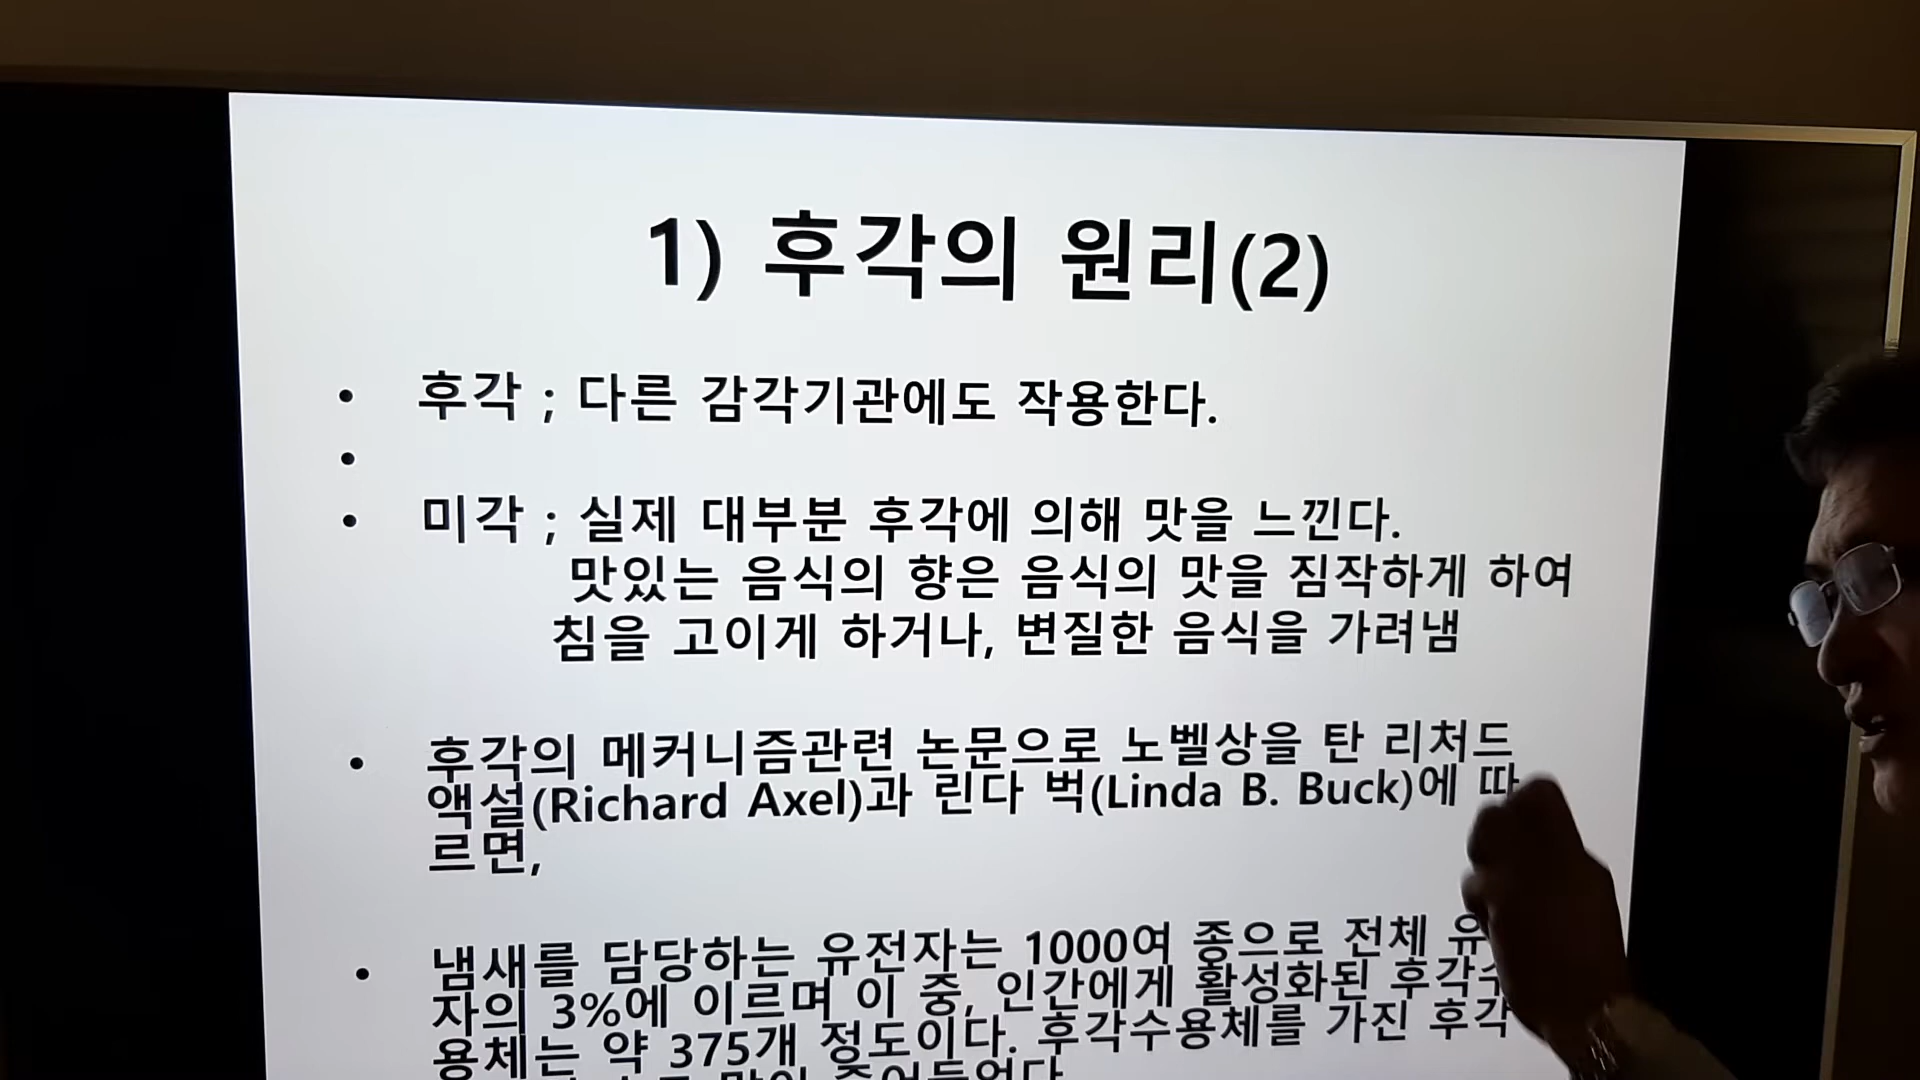 1) 후각의 원리(2)
• 후각 ; 다른 감각기관에도 작용한다.
•
• 미각 ; 실제 대부분 후각에 의해 맛을 느낀다.
맛있는 음식의 향은 음식의 맛을 짐작하게 하여
침을 고이게 하거나, 변질한 음식을 가려냄
• 후각의 메커니즘관련 논문으로 노벨상을 탄 리처드
액설(Richard Axel)과 린다 벅(Linda B. Buck)에 따
르면,
• 냄새를 담당하는 유전자는 1000여 종으로 전체 유
자의 3%에 이르며 이 중, 인간에게 활성화된 후각수
용체는 약 375개 정도이다. 후각수용체를 가진 후각
많이 줄어들었다